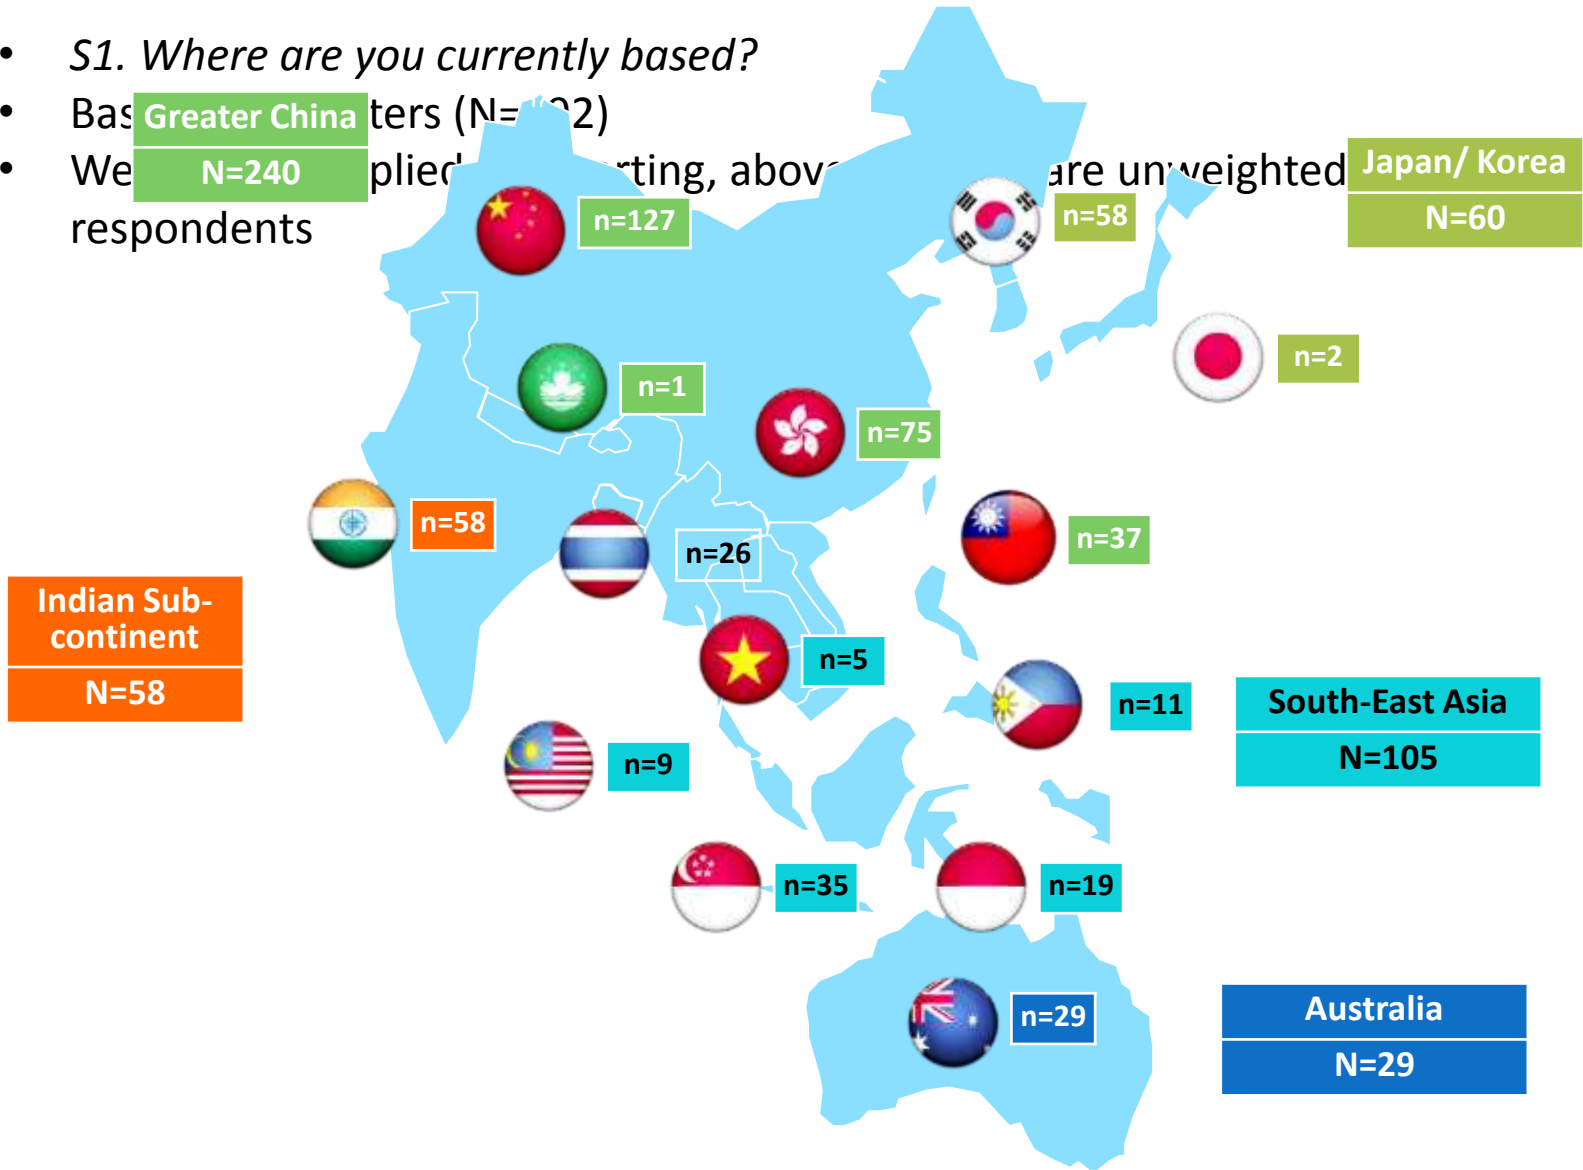 • S1. Where are you currently based?
• Bas ters (N= 92)
• We plied rting, abov are unweighted
respondents
Greater China
N=240
Japan/ Korea
N=60
n=127
n=58
n=2
n=1
n=75
n=58
n=26
n=37
Indian Sub-
continent
N=58
n=5
n=11
South-East Asia
N=105
n=9
n=35
n=19
n=29
Australia
N=29